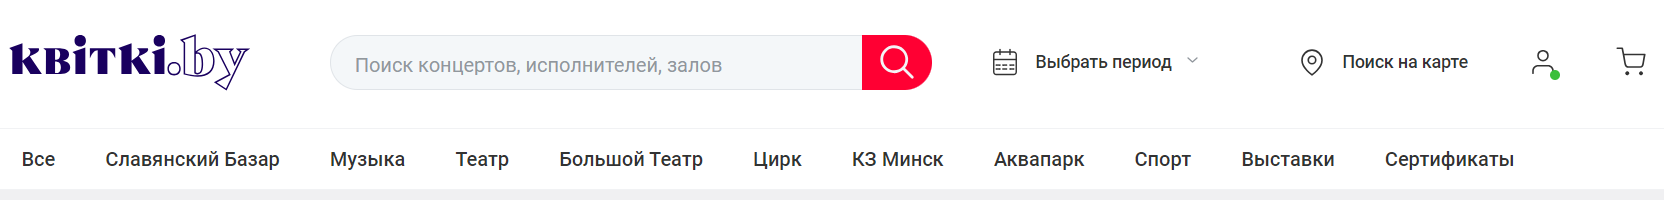 квiткi.by
Поиск концертов, исполнителей, залов
Выбрать период
Поиск на карте
Все Славянский Базар Музыка Театр Большой Театр Цирк КЗ Минск Аквапарк Спорт Выставки Сертификаты